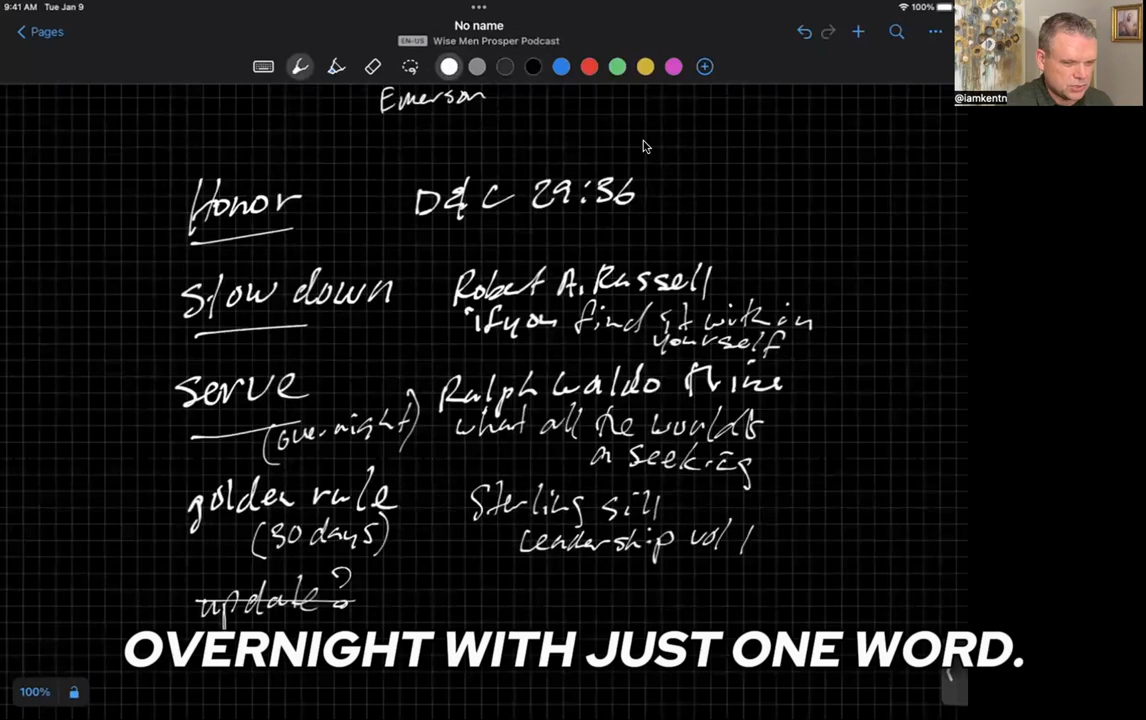 9:41 AM Tue Jan 9
100%
Pages
No name
EN-US Wise Men Prosper Podcast
@iamkentn
Emerson
Honor D&C 29:36
slow down Robert A. Russell
"if you find it within
yourself
serve Ralph Waldo Trine
(overnight) what all the world's
a seeking
golden rule Sterling Sill
(30 days) Leadership vol 1
update?
OVERNIGHT WITH JUST ONE WORD.
100%